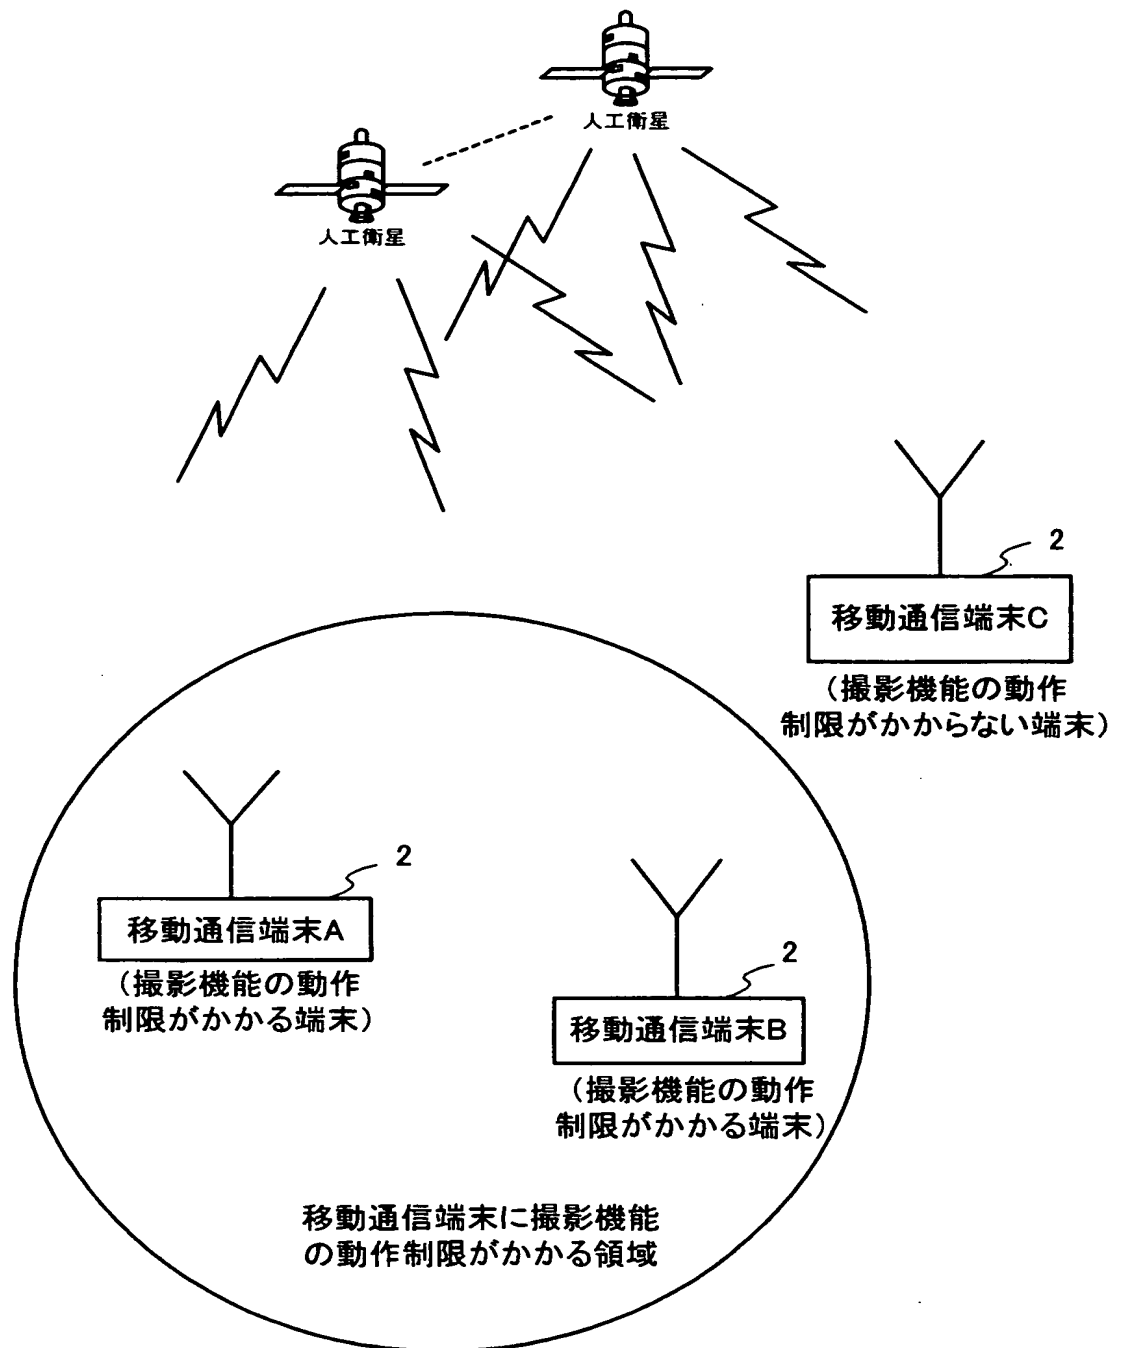 人工衛星
人工衛星
2
移動通信端末C
（撮影機能の動作
制限がかからない端末）
2
移動通信端末A
（撮影機能の動作
制限がかかる端末）
2
移動通信端末B
（撮影機能の動作
制限がかかる端末）
移動通信端末に撮影機能
の動作制限がかかる領域